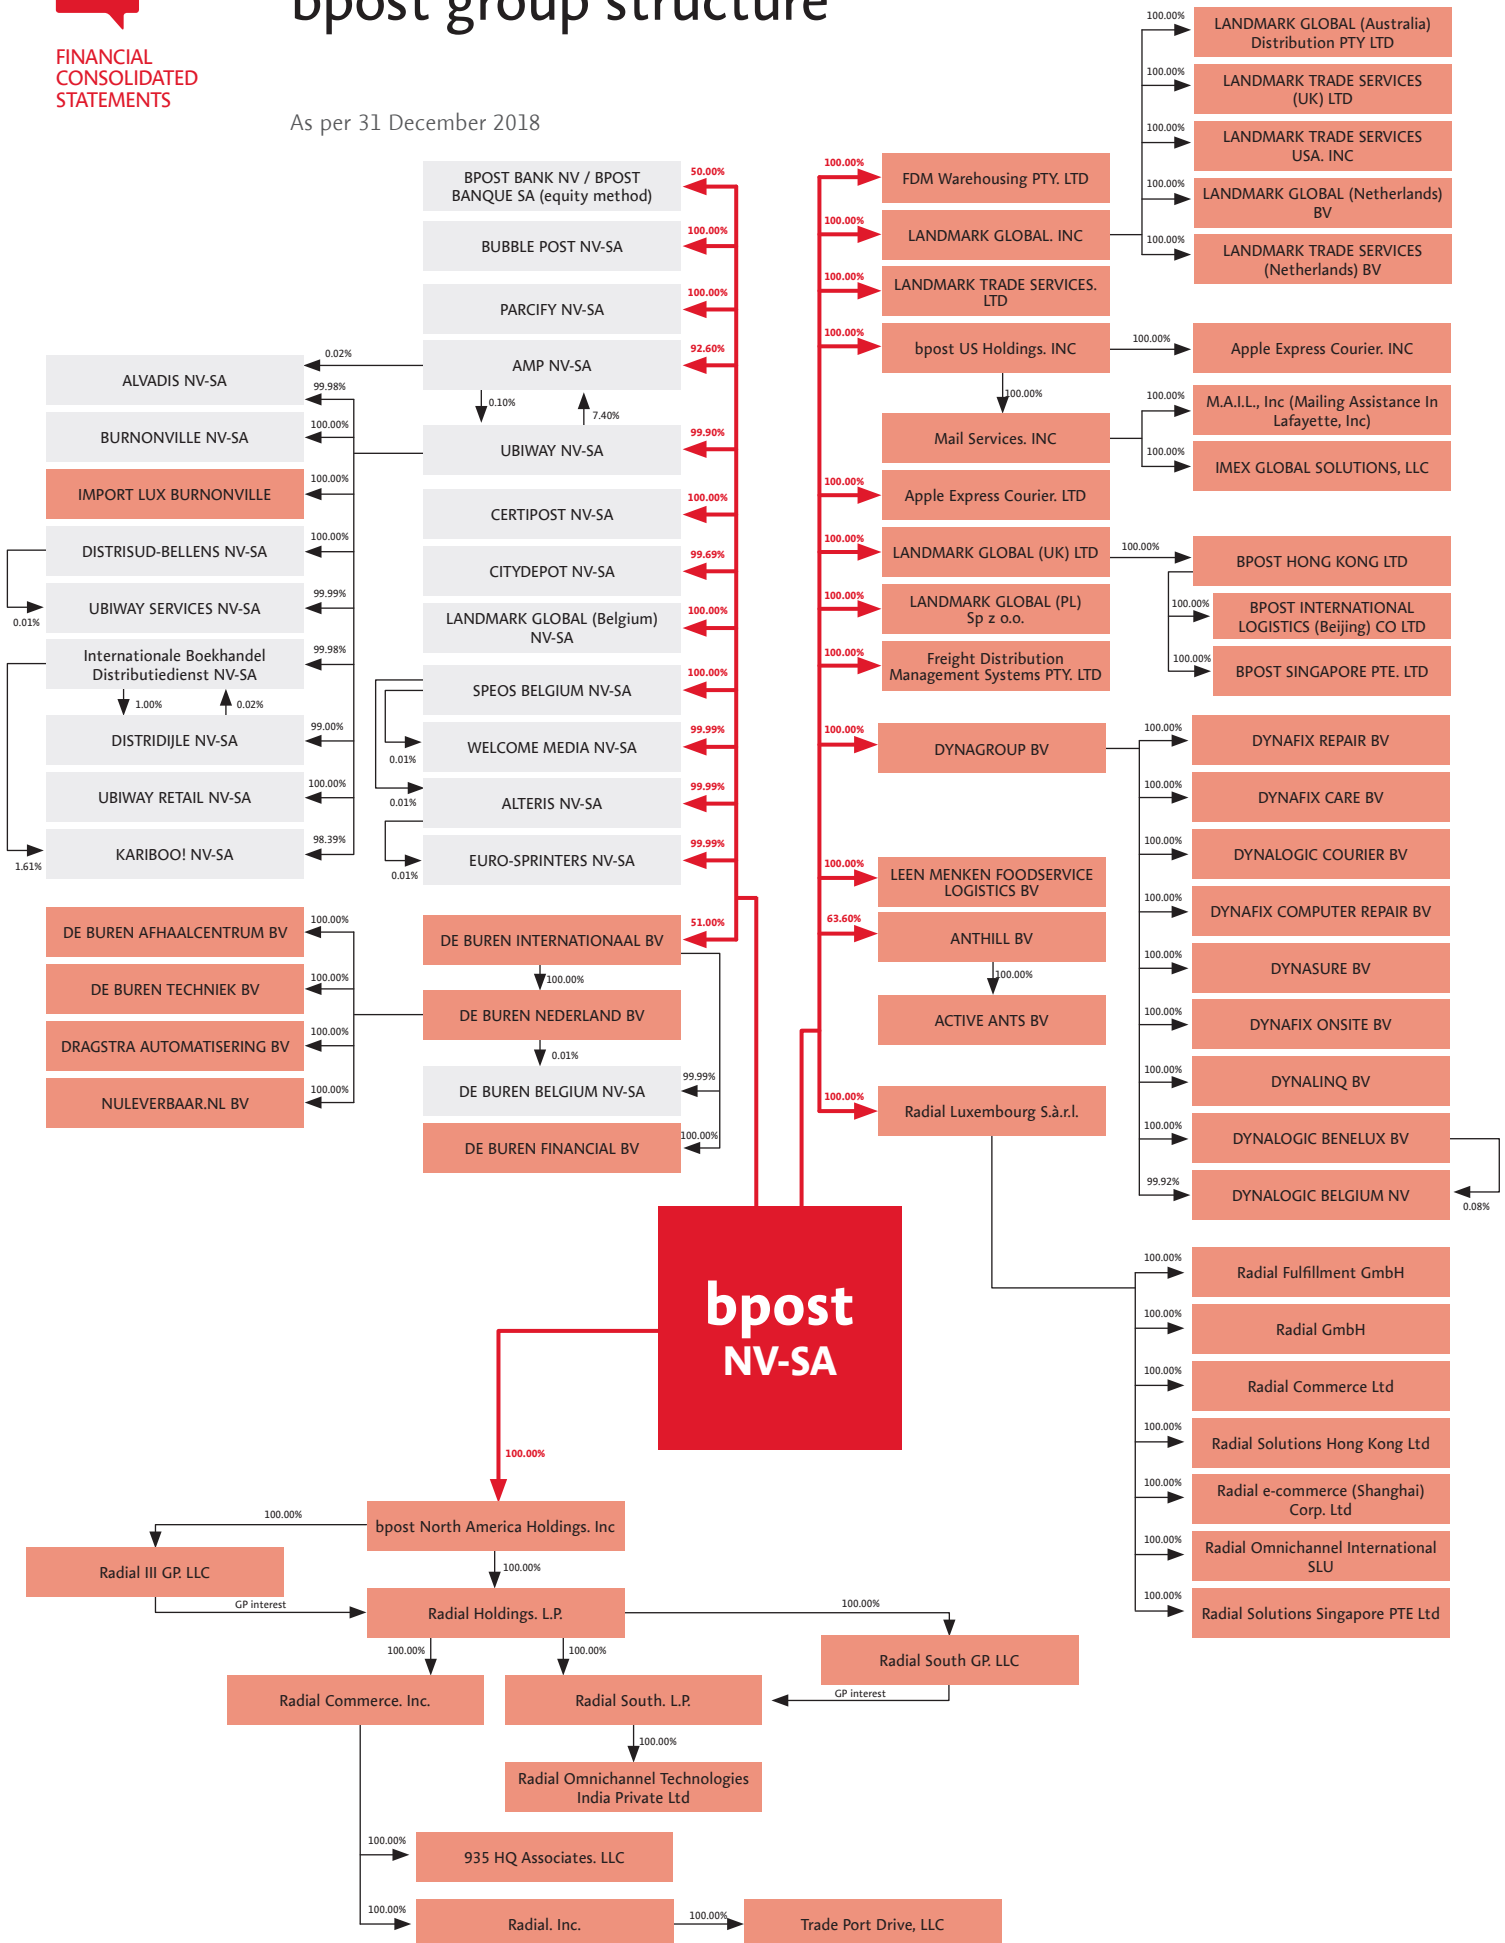 bpost group structure
FINANCIAL
CONSOLIDATED
STATEMENTS
As per 31 December 2018
BPOST BANK NV / BPOST
BANQUE SA (equity method)
50.00%
BUBBLE POST NV-SA
100.00%
PARCIFY NV-SA
100.00%
AMP NV-SA
92.60%
0.02%
0.10%
7.40%
UBIWAY NV-SA
99.90%
CERTIPOST NV-SA
100.00%
CITYDEPOT NV-SA
99.69%
LANDMARK GLOBAL (Belgium)
NV-SA
100.00%
SPEOS BELGIUM NV-SA
100.00%
WELCOME MEDIA NV-SA
99.99%
0.01%
ALTERIS NV-SA
99.99%
0.01%
EURO-SPRINTERS NV-SA
99.99%
0.01%
ALVADIS NV-SA
99.98%
BURNONVILLE NV-SA
100.00%
IMPORT LUX BURNONVILLE
100.00%
DISTRISUD-BELLENS NV-SA
100.00%
UBIWAY SERVICES NV-SA
99.99%
0.01%
Internationale Boekhandel
Distributiedienst NV-SA
99.98%
1.00%
0.02%
DISTRIDIJLE NV-SA
99.00%
UBIWAY RETAIL NV-SA
100.00%
KARIBOO! NV-SA
98.39%
1.61%
DE BUREN INTERNATIONAAL BV
51.00%
100.00%
DE BUREN NEDERLAND BV
0.01%
DE BUREN BELGIUM NV-SA
99.99%
DE BUREN FINANCIAL BV
100.00%
DE BUREN AFHAALCENTRUM BV
100.00%
DE BUREN TECHNIEK BV
100.00%
DRAGSTRA AUTOMATISERING BV
100.00%
NULEVERBAAR.NL BV
100.00%
100.00%
FDM Warehousing PTY. LTD
100.00%
LANDMARK GLOBAL. INC
100.00%
LANDMARK TRADE SERVICES.
LTD
100.00%
bpost US Holdings. INC
100.00%
Mail Services. INC
100.00%
Apple Express Courier. LTD
100.00%
LANDMARK GLOBAL (UK) LTD
100.00%
LANDMARK GLOBAL (PL)
Sp z o.o.
100.00%
Freight Distribution
Management Systems PTY. LTD
100.00%
DYNAGROUP BV
100.00%
LEEN MENKEN FOODSERVICE
LOGISTICS BV
63.60%
ANTHILL BV
100.00%
ACTIVE ANTS BV
100.00%
Radial Luxembourg S.à.r.l.
100.00%
LANDMARK GLOBAL (Australia)
Distribution PTY LTD
100.00%
LANDMARK TRADE SERVICES
(UK) LTD
100.00%
LANDMARK TRADE SERVICES
USA. INC
100.00%
LANDMARK GLOBAL (Netherlands)
BV
100.00%
LANDMARK TRADE SERVICES
(Netherlands) BV
100.00%
Apple Express Courier. INC
100.00%
M.A.I.L., Inc (Mailing Assistance In
Lafayette, Inc)
100.00%
IMEX GLOBAL SOLUTIONS, LLC
100.00%
BPOST HONG KONG LTD
100.00%
BPOST INTERNATIONAL
LOGISTICS (Beijing) CO LTD
100.00%
BPOST SINGAPORE PTE. LTD
100.00%
DYNAFIX REPAIR BV
100.00%
DYNAFIX CARE BV
100.00%
DYNALOGIC COURIER BV
100.00%
DYNAFIX COMPUTER REPAIR BV
100.00%
DYNASURE BV
100.00%
DYNAFIX ONSITE BV
100.00%
DYNALINQ BV
100.00%
DYNALOGIC BENELUX BV
99.92%
DYNALOGIC BELGIUM NV
0.08%
100.00%
Radial Fulfillment GmbH
100.00%
Radial GmbH
100.00%
Radial Commerce Ltd
100.00%
Radial Solutions Hong Kong Ltd
100.00%
Radial e-commerce (Shanghai)
Corp. Ltd
100.00%
Radial Omnichannel International
SLU
100.00%
Radial Solutions Singapore PTE Ltd
bpost
NV-SA
100.00%
bpost North America Holdings. Inc
100.00%
Radial III GP. LLC
GP interest
100.00%
Radial Holdings. L.P.
100.00%
Radial South GP. LLC
GP interest
100.00%
100.00%
Radial Commerce. Inc.
Radial South. L.P.
100.00%
Radial Omnichannel Technologies
India Private Ltd
100.00%
935 HQ Associates. LLC
100.00%
Radial. Inc.
100.00%
Trade Port Drive, LLC